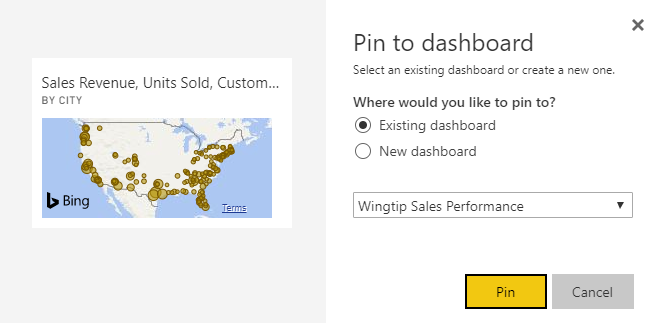 Sales Revenue, Units Sold, Custom...
BY CITY
Bing
Terms
Pin to dashboard
Select an existing dashboard or create a new one.
Where would you like to pin to?
Existing dashboard
New dashboard
Wingtip Sales Performance
Pin
Cancel